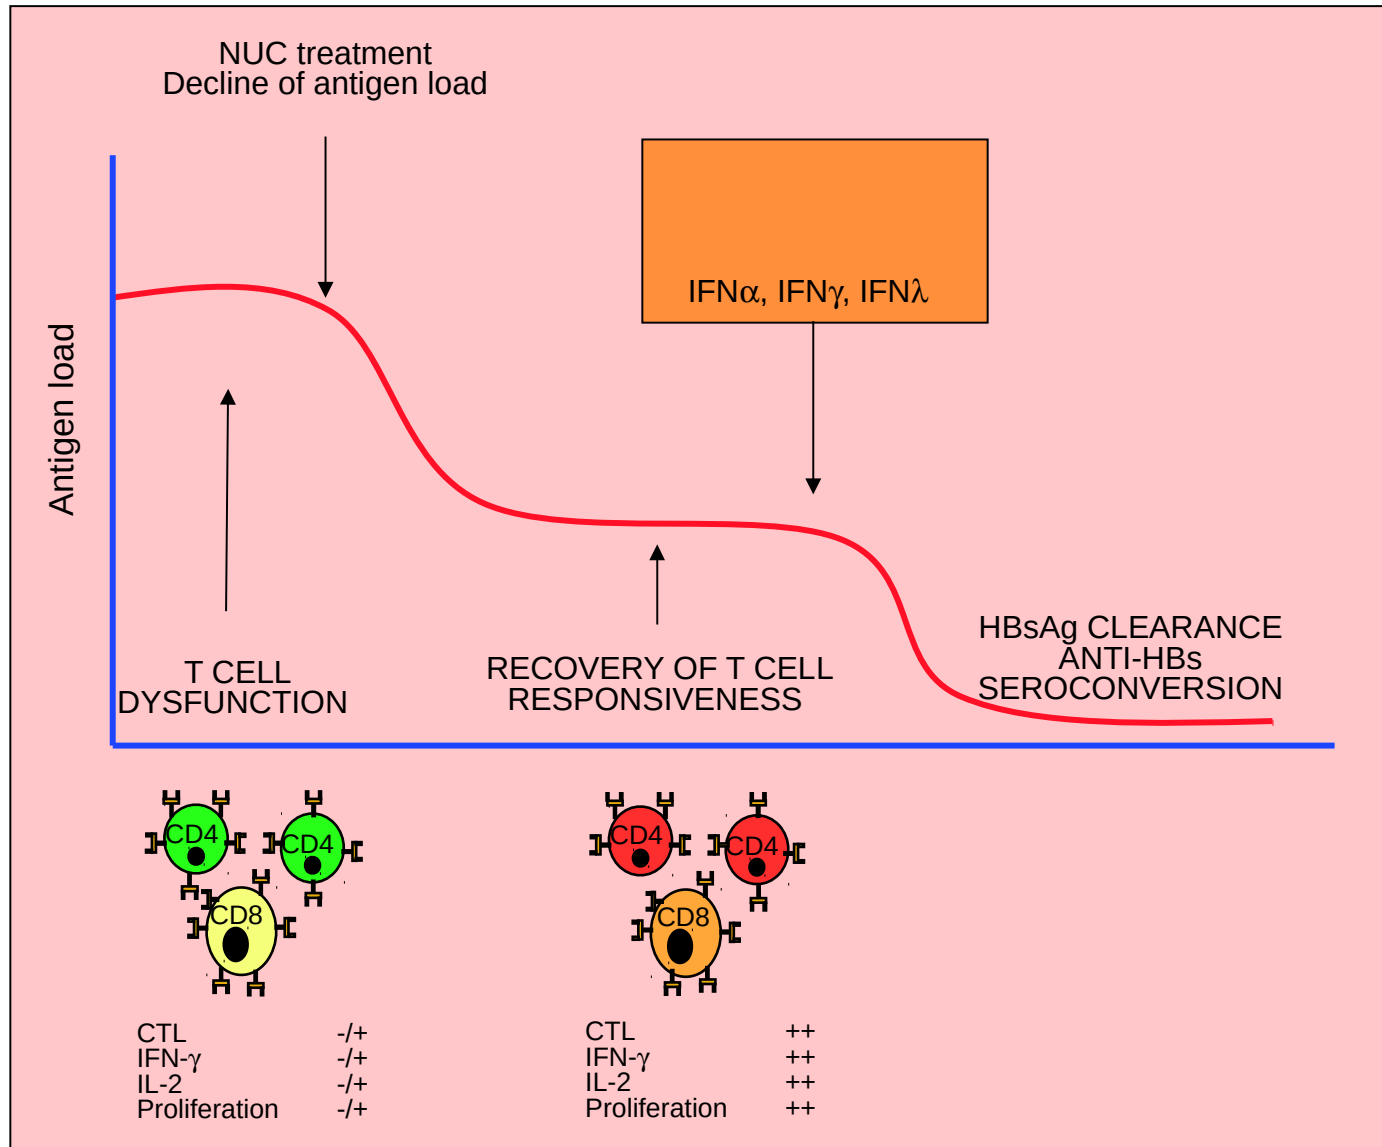 NUC treatment
Decline of antigen load
IFNα, IFNγ, IFNλ
Antigen load
T CELL
DYSFUNCTION
RECOVERY OF T CELL
RESPONSIVENESS
HBsAg CLEARANCE
ANTI-HBs
SEROCONVERSION
CD4
CD4
CD8
CD4
CD4
CD8
CTL -/+
IFN-γ -/+
IL-2 -/+
Proliferation -/+
CTL ++
IFN-γ ++
IL-2 ++
Proliferation ++